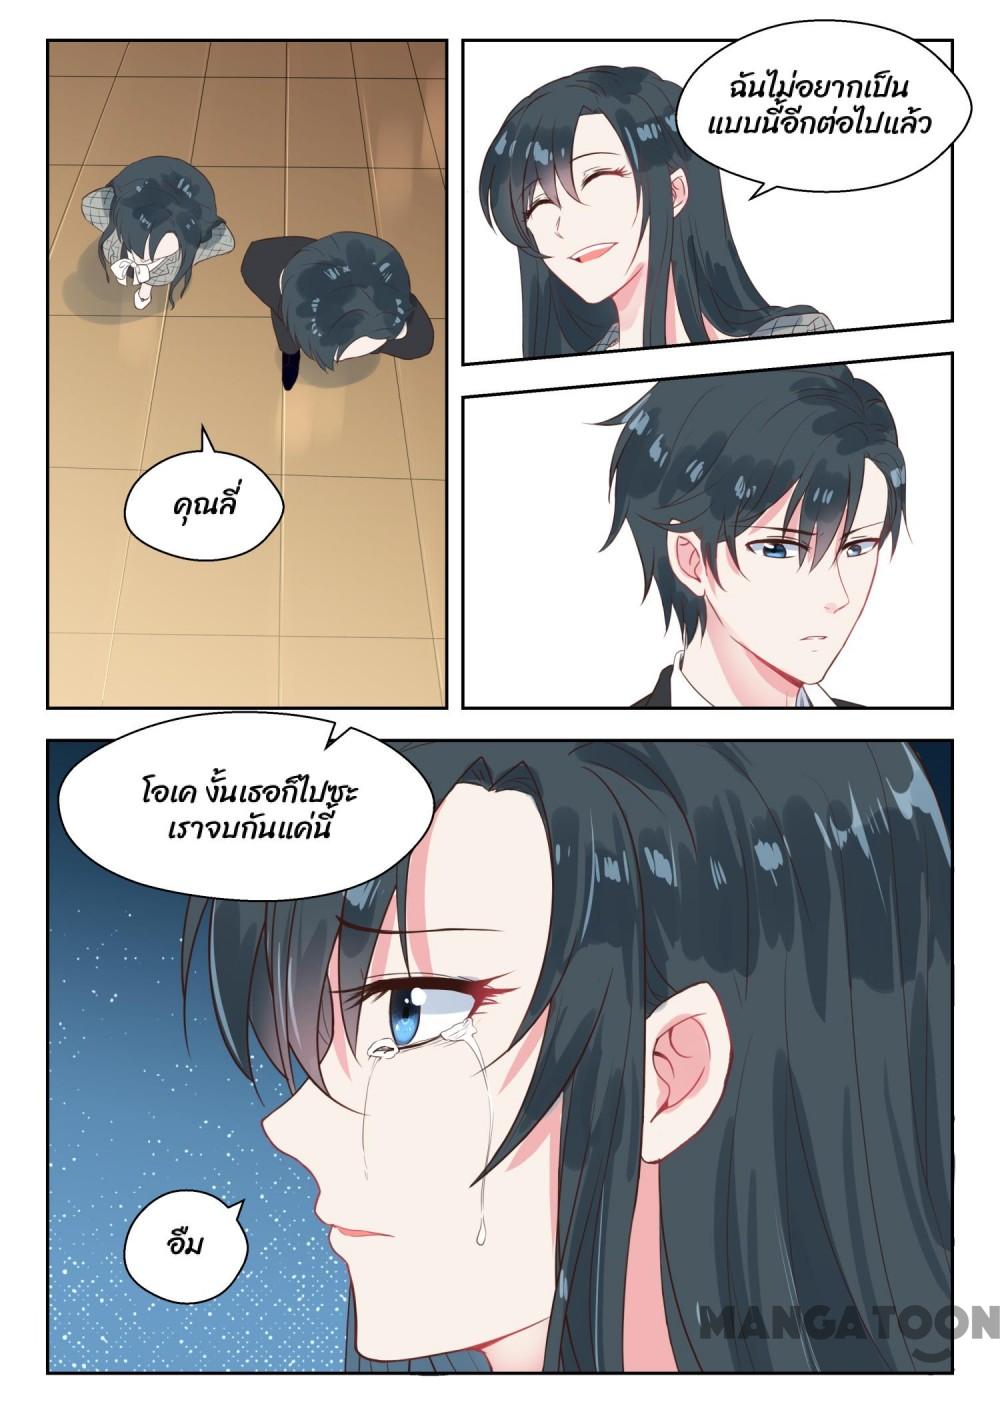 ฉันไม่อยากเป็น
แบบนี้อีกต่อไปแล้ว
คุณลี่
โอเค งั้นเธอก็ไปซะ
เราจบกันแค่นี้
อืม
MANGATOON